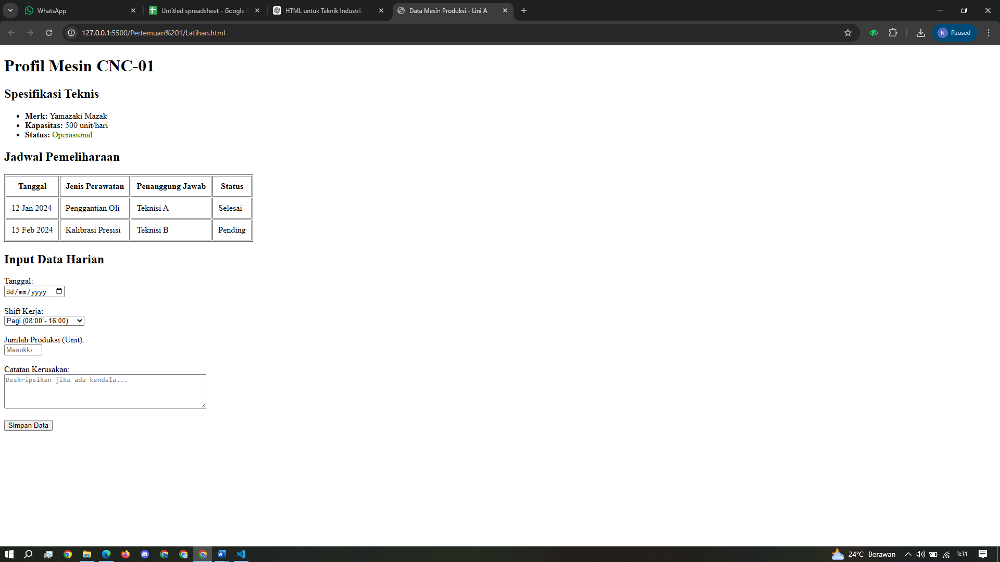 WhatsApp
Untitled spreadsheet - Google
HTML untuk Teknik Industri
Data Mesin Produksi - Lini A
127.0.0.1:5500/Pertemuan%201/Latihan.html
N Paused
Profil Mesin CNC-01
Spesifikasi Teknis
Merk: Yamazaki Mazak
Kapasitas: 500 unit/hari
Status: Operasional
Jadwal Pemeliharaan
Tanggal Jenis Perawatan Penanggung Jawab Status
12 Jan 2024 Penggantian Oli Teknisi A Selesai
15 Feb 2024 Kalibrasi Presisi Teknisi B Pending
Input Data Harian
Tanggal:
dd/mm/yyyy
Shift Kerja:
Pagi (08:00 - 16:00)
Jumlah Produksi (Unit):
Masukka
Catatan Kerusakan:
Deskripsikan jika ada kendala...
Simpan Data
24°C Berawan
3:31